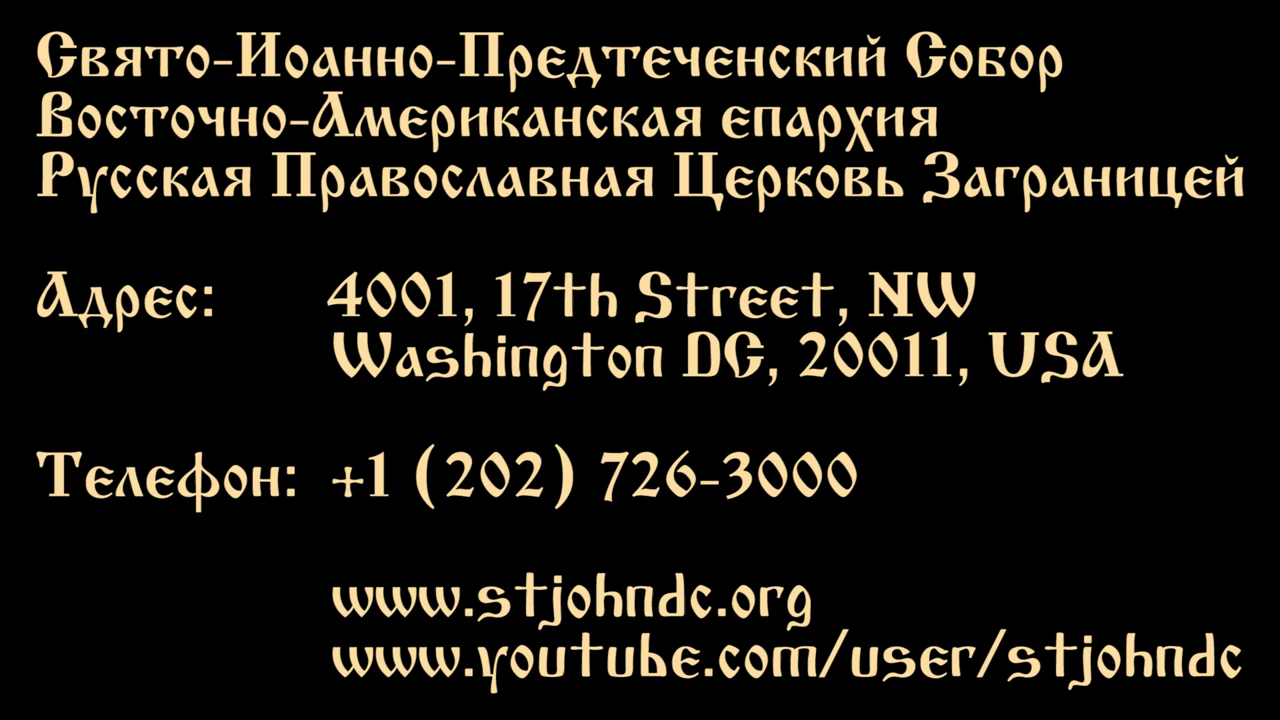 Свято-Иоанно-Предтеченский Собор
Восточно-Американская епархия
Русская Православная Церковь Заграницей
Адрес: 4001, 17th Street, NW
Washington DC, 20011, USA
Телефон: +1 (202) 726-3000
www.stjohndc.org
www.youtube.com/user/stjohndc